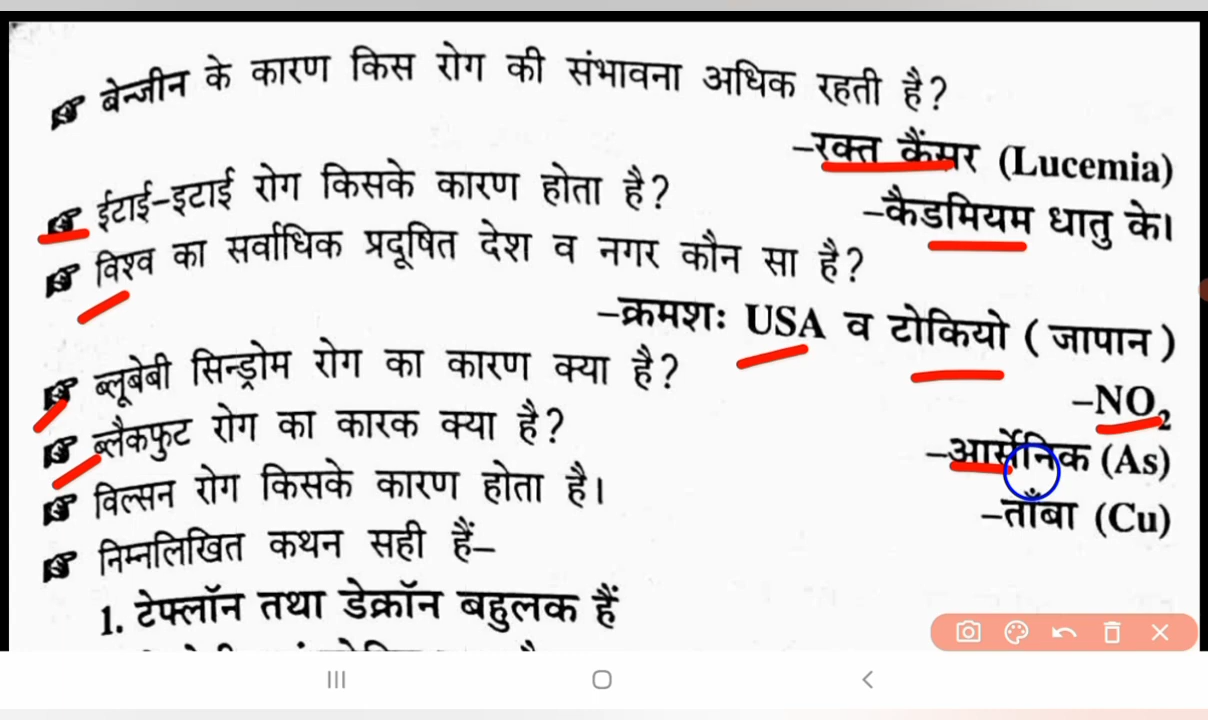 बेन्जीन के कारण किस रोग की संभावना अधिक रहती है?
–रक्त कैंसर (Lucemia)
ईटाई–इटाई रोग किसके कारण होता है?
–कैडमियम धातु के।
विश्व का सर्वाधिक प्रदूषित देश व नगर कौन सा है?
–क्रमशः USA व टोकियो ( जापान )
ब्लूबेबी सिन्ड्रोम रोग का कारण क्या है?
–NO₂
ब्लैकफुट रोग का कारक क्या है?
–आर्सेनिक (As)
विल्सन रोग किसके कारण होता है।
–ताँबा (Cu)
निम्नलिखित कथन सही हैं–
1. टेफ्लॉन तथा डेक्रॉन बहुलक हैं